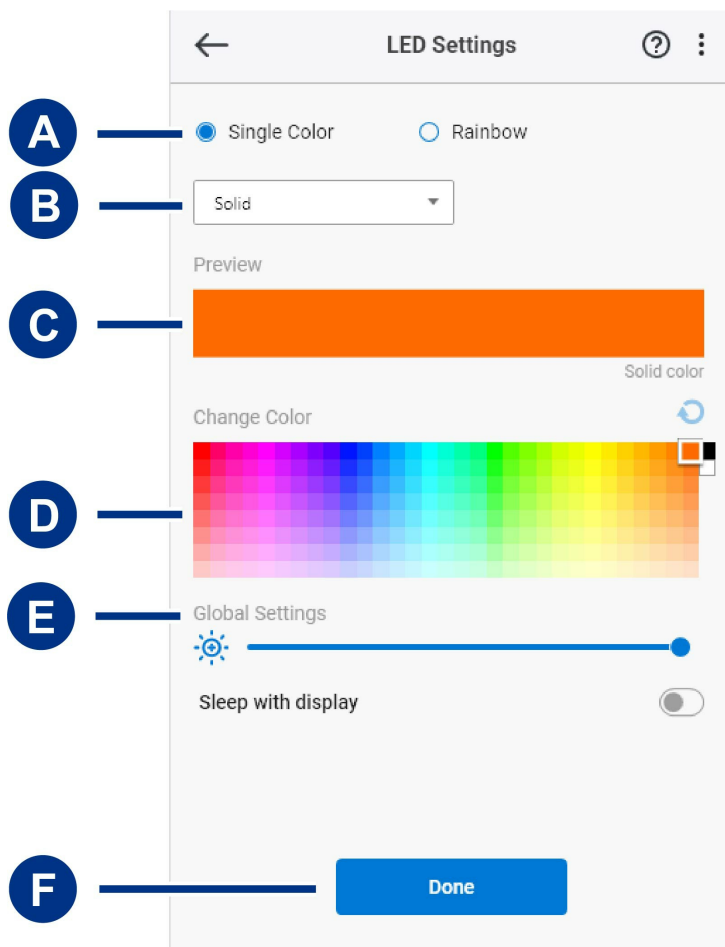 LED Settings
A
Single Color
Rainbow
B
Solid
Preview
C
Solid color
Change Color
D
E
Global Settings
Sleep with display
F
Done